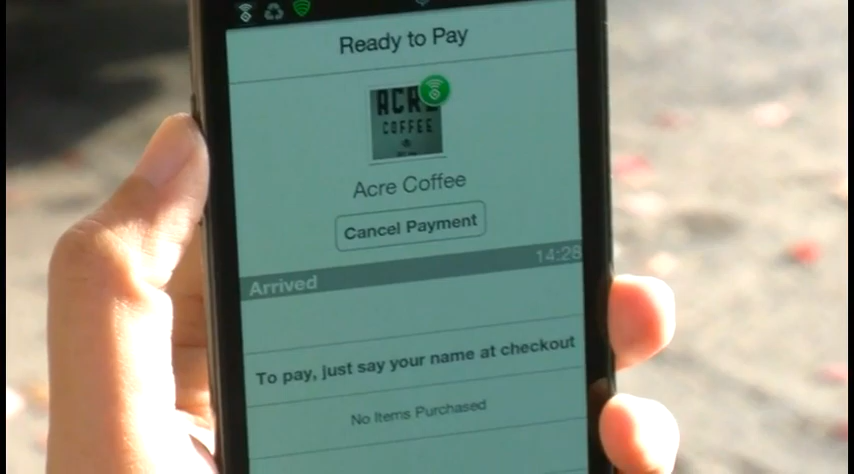 Ready to Pay
ACRE
COFFEE
Acre Coffee
Cancel Payment
Arrived 14:28
To pay, just say your name at checkout
No Items Purchased